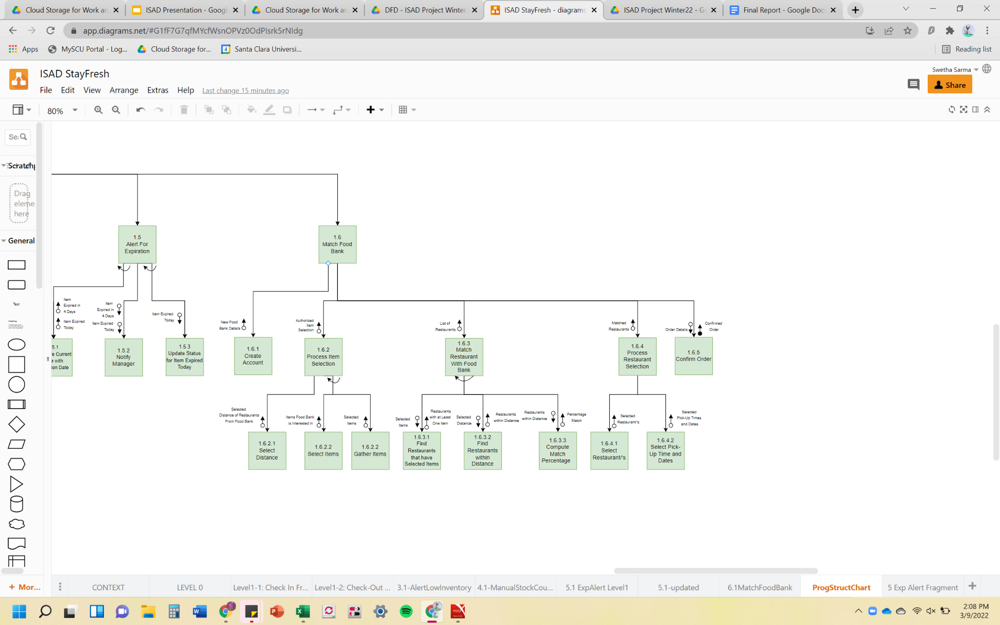 Cloud Storage for Work an
ISAD Presentation - Googl
Cloud Storage for Work an
DFD - ISAD Project Winter
ISAD StayFresh - diagrams
ISAD Project Winter22 - G
Final Report - Google Doc
app.diagrams.net/#G1fF7G7qfMYcfWsnOPVz0OdPIsrk5rNIdg
Apps
MySCU Portal - Log...
Cloud Storage for...
4
Santa Clara Universi...
Reading list
ISAD StayFresh
Swetha Sarma
File Edit View Arrange Extras Help Last change 15 minutes ago
Share
80%
Scratchp
Drag
eleme
here
General
Text
Heading
1.5
Alert For
Expiration
1.6
Match Food
Bank
Item
Expired in
4 Days
Item Expired
Today
Item
Expired in
4 Days
Item Expired
Today
Item Expired
Today
New Food
Bank Details
Authorized
Item
Selection
List of
Restaurants
Matched
Restaurants
Order Details
Confirmed
Order
5.1
e Current
e with
ion Date
1.5.2
Notify
Manager
1.5.3
Update Status
for Item Expired
Today
1.6.1
Create
Account
1.6.2
Process Item
Selection
1.6.3
Match
Restaurant
With Food
Bank
1.6.4
Process
Restaurant
Selection
1.6.5
Confirm Order
Selected
Distance of Restaurants
From Food Bank
Items Food Bank
is Interested in
Selected
Items
Selected
Items
Restaurants
with at Least
One Item
Selected
Distance
Restaurants
within Distance
Restaurants
within Distance
Percentage
Match
Selected
Restaurant/'s
Selected
Pick-Up Times
and Dates
1.6.2.1
Select
Distance
1.6.2.2
Select Items
1.6.2.2
Gather Items
1.6.3.1
Find
Restaurants
that have
Selected Items
1.6.3.2
Find
Restaurants
within
Distance
1.6.3.3
Compute
Match
Percentage
1.6.4.1
Select
Restaurant/'s
1.6.4.2
Select Pick-
Up Time and
Dates
+ Mor...
CONTEXT
LEVEL 0
Level1-1: Check In Fr...
Level1-2: Check-Out ...
3.1-AlertLowInventory
4.1-ManualStockCou...
5.1 ExpAlert Level1
5.1-updated
6.1MatchFoodBank
ProgStructChart
5 Exp Alert Fragment
2:08 PM
3/9/2022